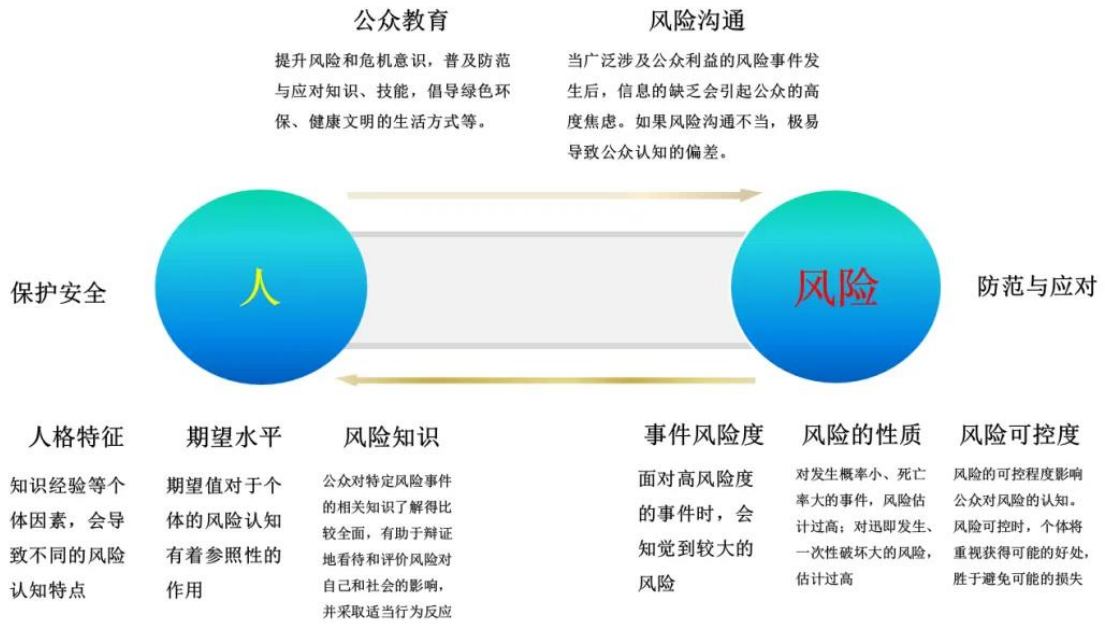 公众教育
提升风险和危机意识，普及防范
与应对知识、技能，倡导绿色环
保、健康文明的生活方式等。
风险沟通
当广泛涉及公众利益的风险事件发
生后，信息的缺乏会引起公众的高
度焦虑。如果风险沟通不当，极易
导致公众认知的偏差。
保护安全
人
风险
防范与应对
人格特征
知识经验等个
体因素，会导
致不同的风险
认知特点
期望水平
期望值对于个
体的风险认知
有着参照性的
作用
风险知识
公众对特定风险事件
的相关知识了解得比
较全面，有助于辩证
地看待和评价风险对
自己和社会的影响，
并采取适当行为反应
事件风险度
面对高风险度
的事件时，会
知觉到较大的
风险
风险的性质
对发生概率小、死亡
率大的事件，风险估
计过高；对迅即发生、
一次性破坏大的风险，
估计过高
风险可控度
风险的可控程度影响
公众对风险的认知。
风险可控时，个体将
重视获得可能的好处，
胜于避免可能的损失